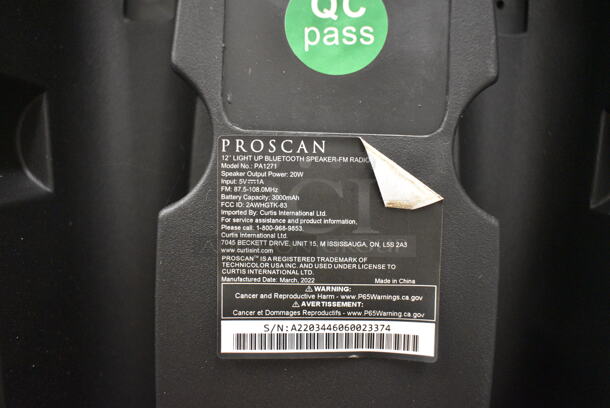 QC
pass
PROSCAN
12" LIGHT UP BLUETOOTH SPEAKER-FM RADIO
Model No.: PA1271
Speaker Output Power: 20W
Input: 5V⎓1A
FM: 87.5-108.0MHz
Battery Capacity: 3000mAh
FCC ID: 2AWHGTK-83
Imported By: Curtis International Ltd.
For service assistance and product information,
Please call: 1-800-968-9853.
Curtis International Ltd.
7045 BECKETT DRIVE, UNIT 15, M ISSISSAUGA, ON, L5S 2A3
www.curtisint.com
PROSCAN™ IS A REGISTERED TRADEMARK OF
TECHNICOLOR USA INC. AND USED UNDER LICENSE TO
CURTIS INTERNATIONAL LTD.
Manufactured Date: March, 2022 Made in China
⚠ WARNING:
Cancer and Reproductive Harm - www.P65Warnings.ca.gov
⚠ AVERTISSEMENT:
Cancer et Dommages Reproductifs - www.P65Warning.ca.gov
S/N:A2203446060023374